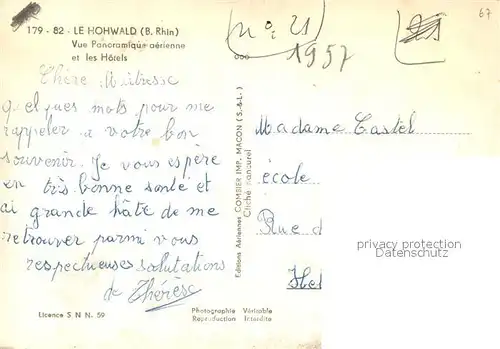 179 - 82 - LE HOHWALD (B. Rhin)
Vue Panoramique aérienne
et les Hôtels
(n°: 21)
1957
21
67
Chère Maîtresse
quelques mots pour me
rappeler a votre bon
souvenir. Je vous espère
en très bonne santé et
ai grande hâte de me
retrouver parmi vous
respectueuses salutations
de Thérèse
Licence S N N. 59
Photographie Véritable
Reproduction Interdite
Editions Aériennes COMBIER IMP. MACON (S.-&-L.)
Cliché
Madame Castel
école
Rue d
privacy protection
Datenschutz